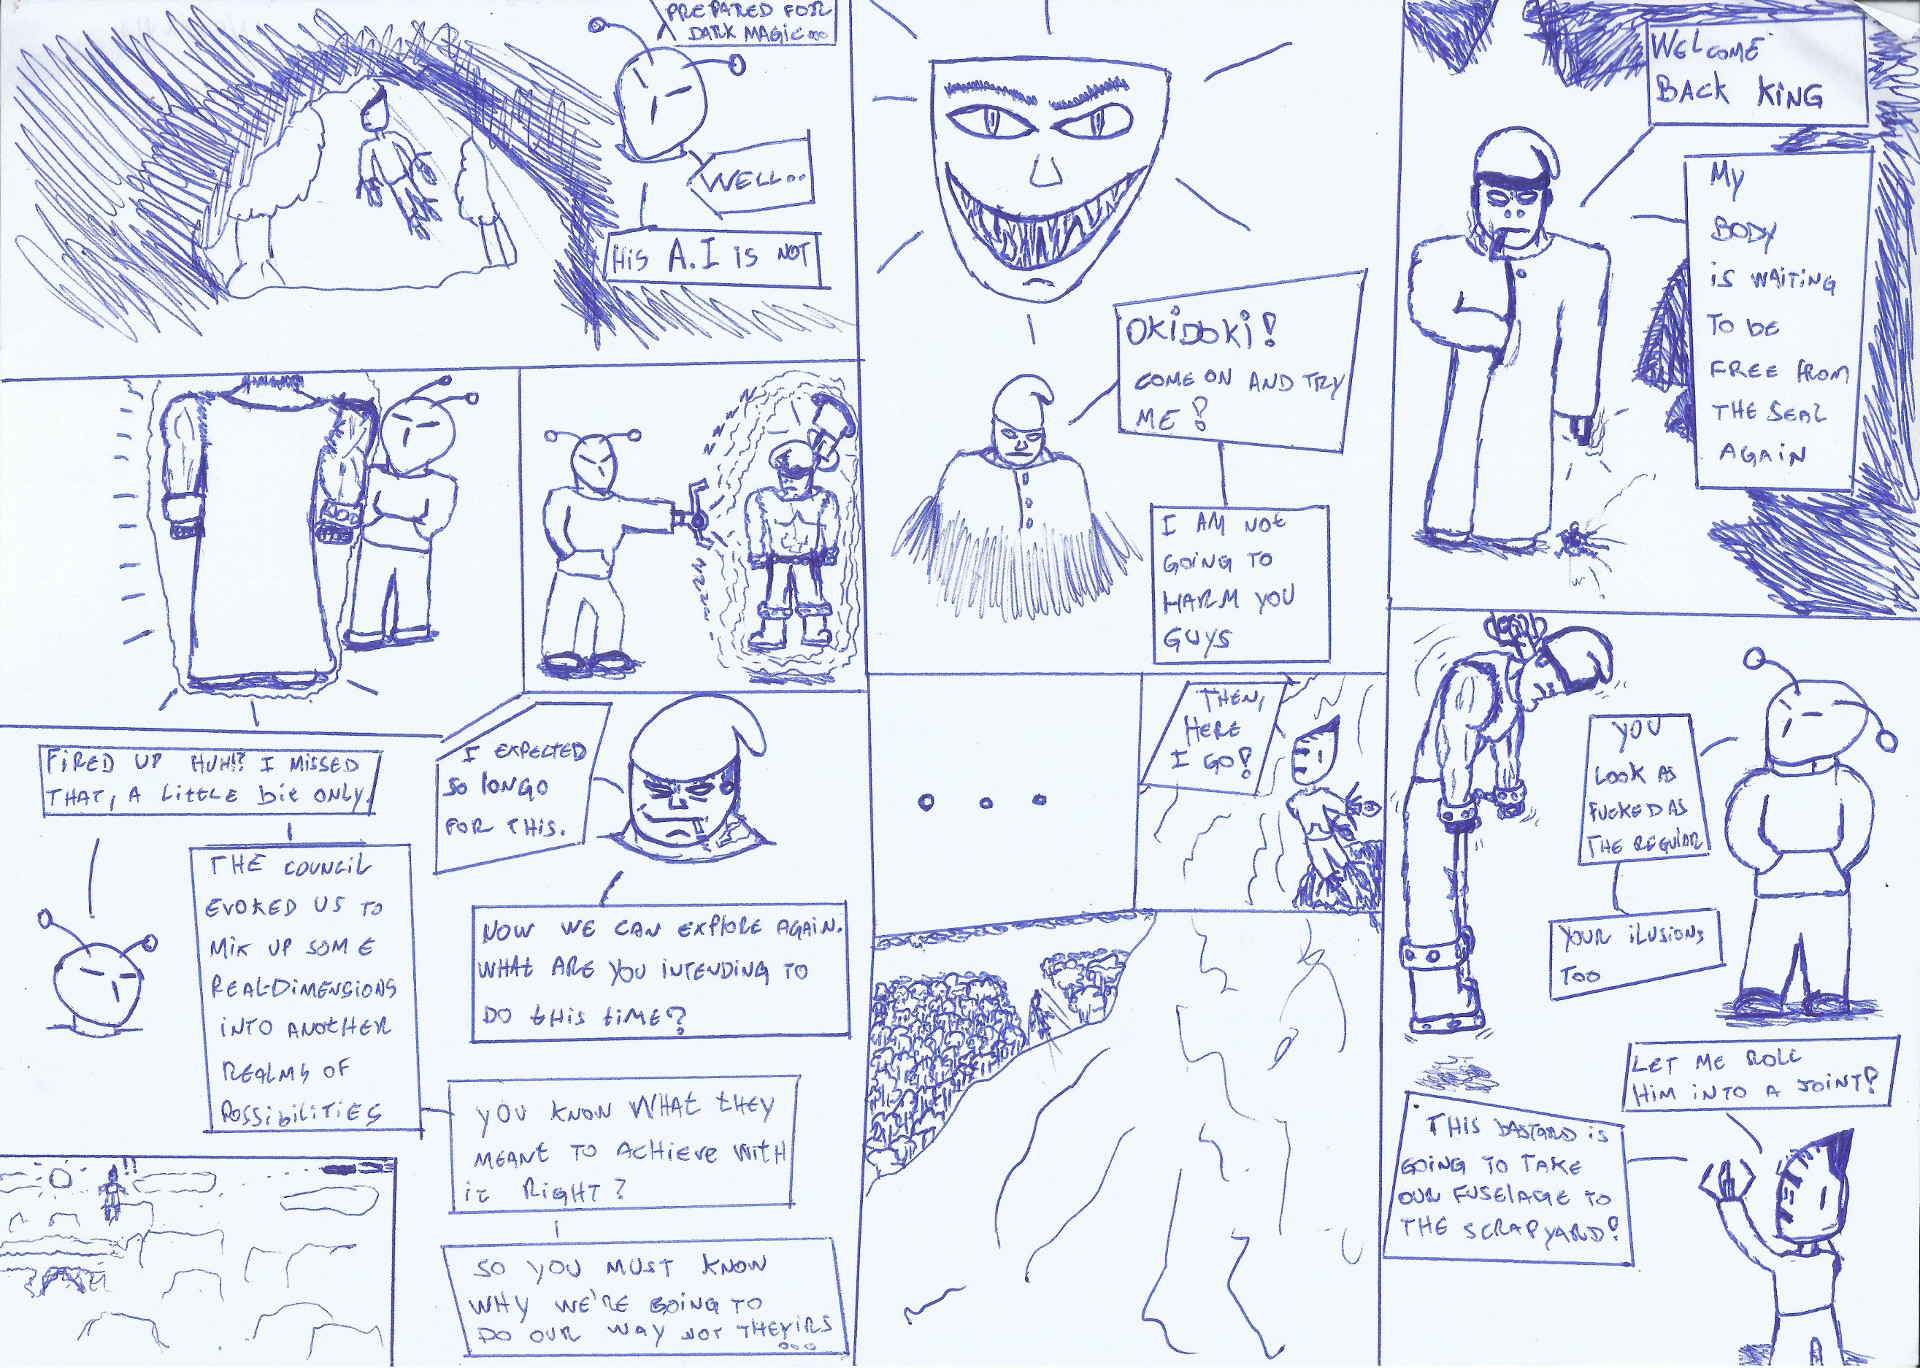 PREPARED FOR
DARK MAGIC...
WELL..
HIS A.I IS NOT
FIRED UP HUH!? I MISSED
THAT, A LITTLE BIT ONLY.
THE COUNCIL
EVOKED US TO
MIX UP SOME
REAL-DIMENSIONS
INTO ANOTHER
REALMS OF
POSSIBILITIES
I EXPECTED
SO LONGO
FOR THIS.
NOW WE CAN EXPLORE AGAIN.
WHAT ARE YOU INTENDING TO
DO THIS TIME?
YOU KNOW WHAT THEY
MEANT TO ACHIEVE WITH
IT RIGHT?
SO YOU MUST KNOW
WHY WE'RE GOING TO
DO OUR WAY NOT THEYIRS
...
!!
OKIDOKI!
COME ON AND TRY
ME!
I AM NOT
GOING TO
HARM YOU
GUYS
...
THEN,
HERE
I GO!
WELCOME
BACK KING
MY
BODY
IS WAITING
TO BE
FREE FROM
THE SEAL
AGAIN
YOU
LOOK AS
FUCKED AS
THE REGULAR
YOUR ILUSIONS
TOO
LET ME ROLL
HIM INTO A JOINT!
THIS BASTARD IS
GOING TO TAKE
OUR FUSELAGE TO
THE SCRAPYARD!